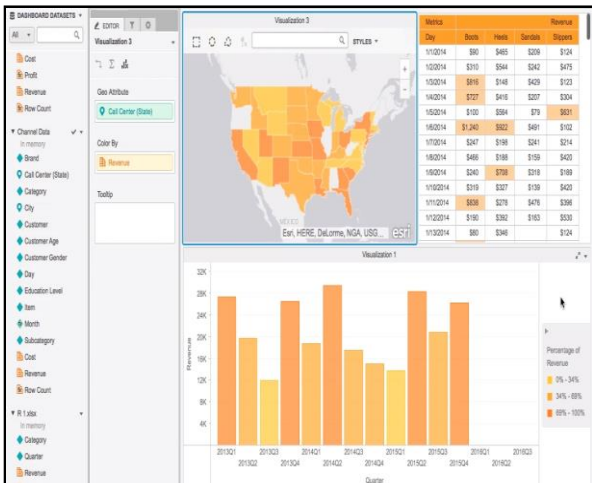 DASHBOARD DATASETS
All
Cost
Profit
Revenue
Row Count
Channel Data
In memory
Brand
Call Center (State)
Category
City
Customer
Customer Age
Customer Gender
Day
Education Level
Item
Month
Subcategory
Cost
Revenue
Row Count
R 1.xlsx
In memory
Category
Quarter
Revenue
EDITOR
Visualization 3
Geo Attribute
Call Center (State)
Color By
Revenue
Tooltip
Visualization 3
STYLES
MÉXICO
Esri, HERE, DeLorme, NGA, USG...
esri
Metrics Revenue
Day Boots Heels Sandals Slippers
1/1/2014 $90 $465 $209 $124
1/2/2014 $310 $544 $242 $475
1/3/2014 $816 $148 $429 $123
1/4/2014 $727 $416 $207 $304
1/5/2014 $100 $564 $79 $631
1/6/2014 $1,240 $922 $491 $102
1/7/2014 $247 $198 $241 $214
1/8/2014 $466 $188 $159 $420
1/9/2014 $240 $798 $318 $189
1/10/2014 $319 $327 $139 $420
1/11/2014 $838 $278 $476 $396
1/12/2014 $190 $392 $163 $530
1/13/2014 $80 $346 $124
Visualization 1
32K
28K
24K
20K
16K
12K
8K
4K
Revenue
2013Q1 2013Q3 2014Q1 2014Q3 2015Q1 2015Q3 2016Q1 2016Q3
2013Q2 2013Q4 2014Q2 2014Q4 2015Q2 2015Q4 2016Q2
Quarter
Percentage of
Revenue
0% - 34%
34% - 69%
69% - 100%